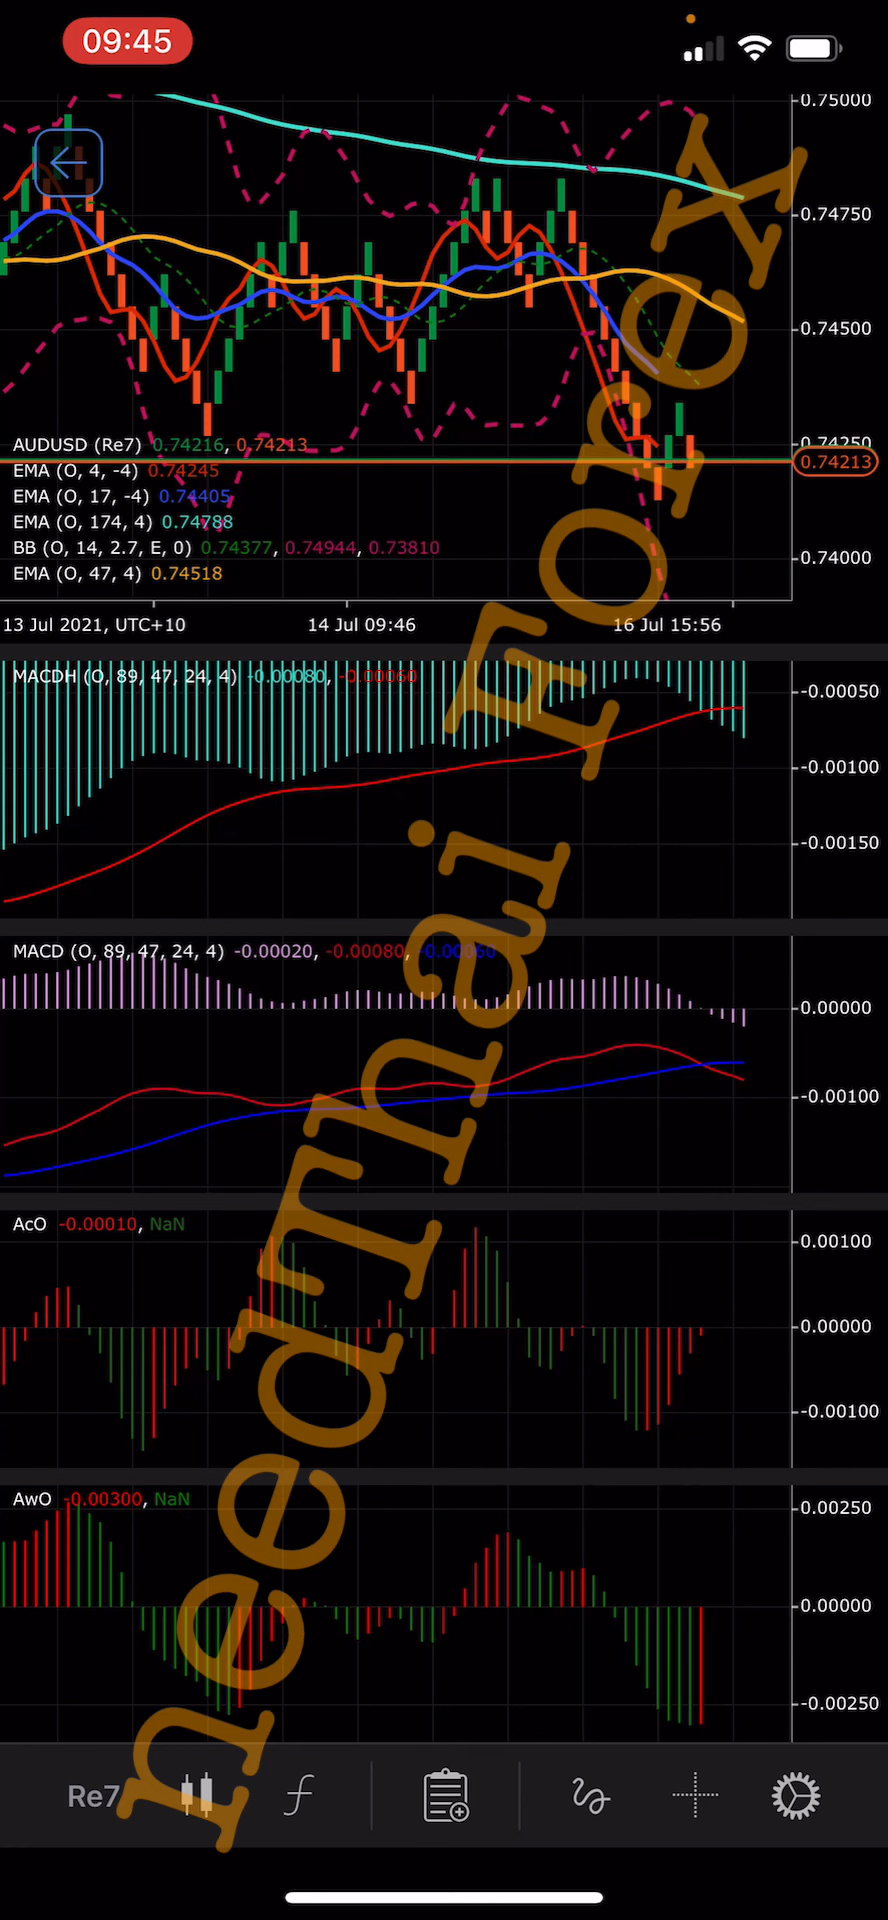 09:45
0.75000
0.74750
0.74500
0.74250
0.74213
0.74000
AUDUSD (Re7) 0.74216, 0.74213
EMA (O, 4, -4) 0.74245
EMA (O, 17, -4) 0.74405
EMA (O, 174, 4) 0.74788
BB (O, 14, 2.7, E, 0) 0.74377, 0.74944, 0.73810
EMA (O, 47, 4) 0.74518
13 Jul 2021, UTC+10 14 Jul 09:46 16 Jul 15:56
MACDH (O, 89, 47, 24, 4) -0.00080, -0.00060
-0.00050
-0.00100
-0.00150
MACD (O, 89, 47, 24, 4) -0.00020, -0.00080, -0.00060
0.00000
-0.00100
AcO -0.00010, NaN
0.00100
0.00000
-0.00100
AwO -0.00300, NaN
0.00250
0.00000
-0.00250
Re7
needThai Forex